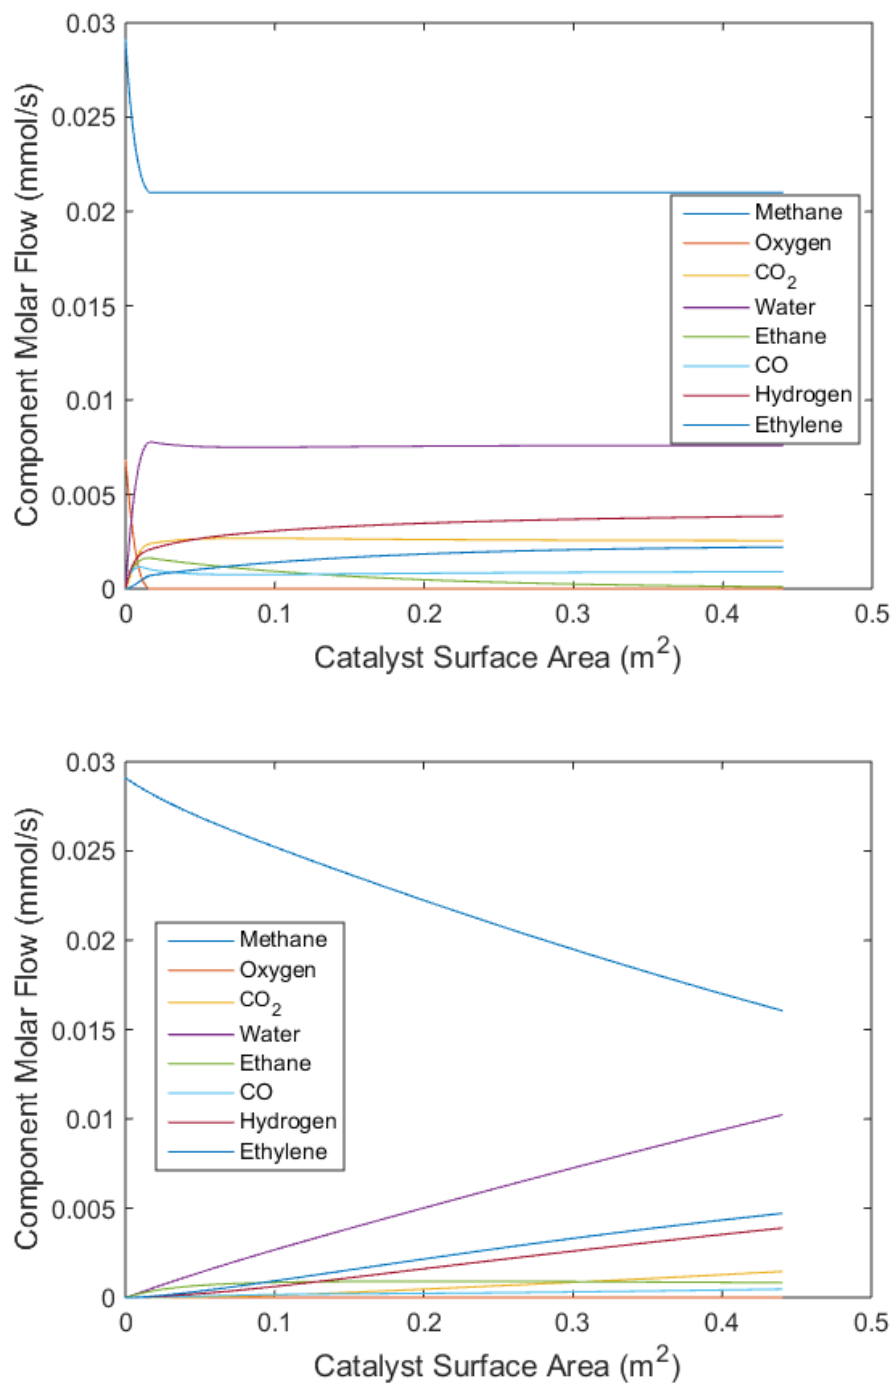 0.03
0.025
0.02
0.015
0.01
0.005
0
Component Molar Flow (mmol/s)
Methane
Oxygen
CO₂
Water
Ethane
CO
Hydrogen
Ethylene
0 0.1 0.2 0.3 0.4 0.5
Catalyst Surface Area (m²)
0.03
0.025
0.02
0.015
0.01
0.005
0
Component Molar Flow (mmol/s)
Methane
Oxygen
CO₂
Water
Ethane
CO
Hydrogen
Ethylene
0 0.1 0.2 0.3 0.4 0.5
Catalyst Surface Area (m²)